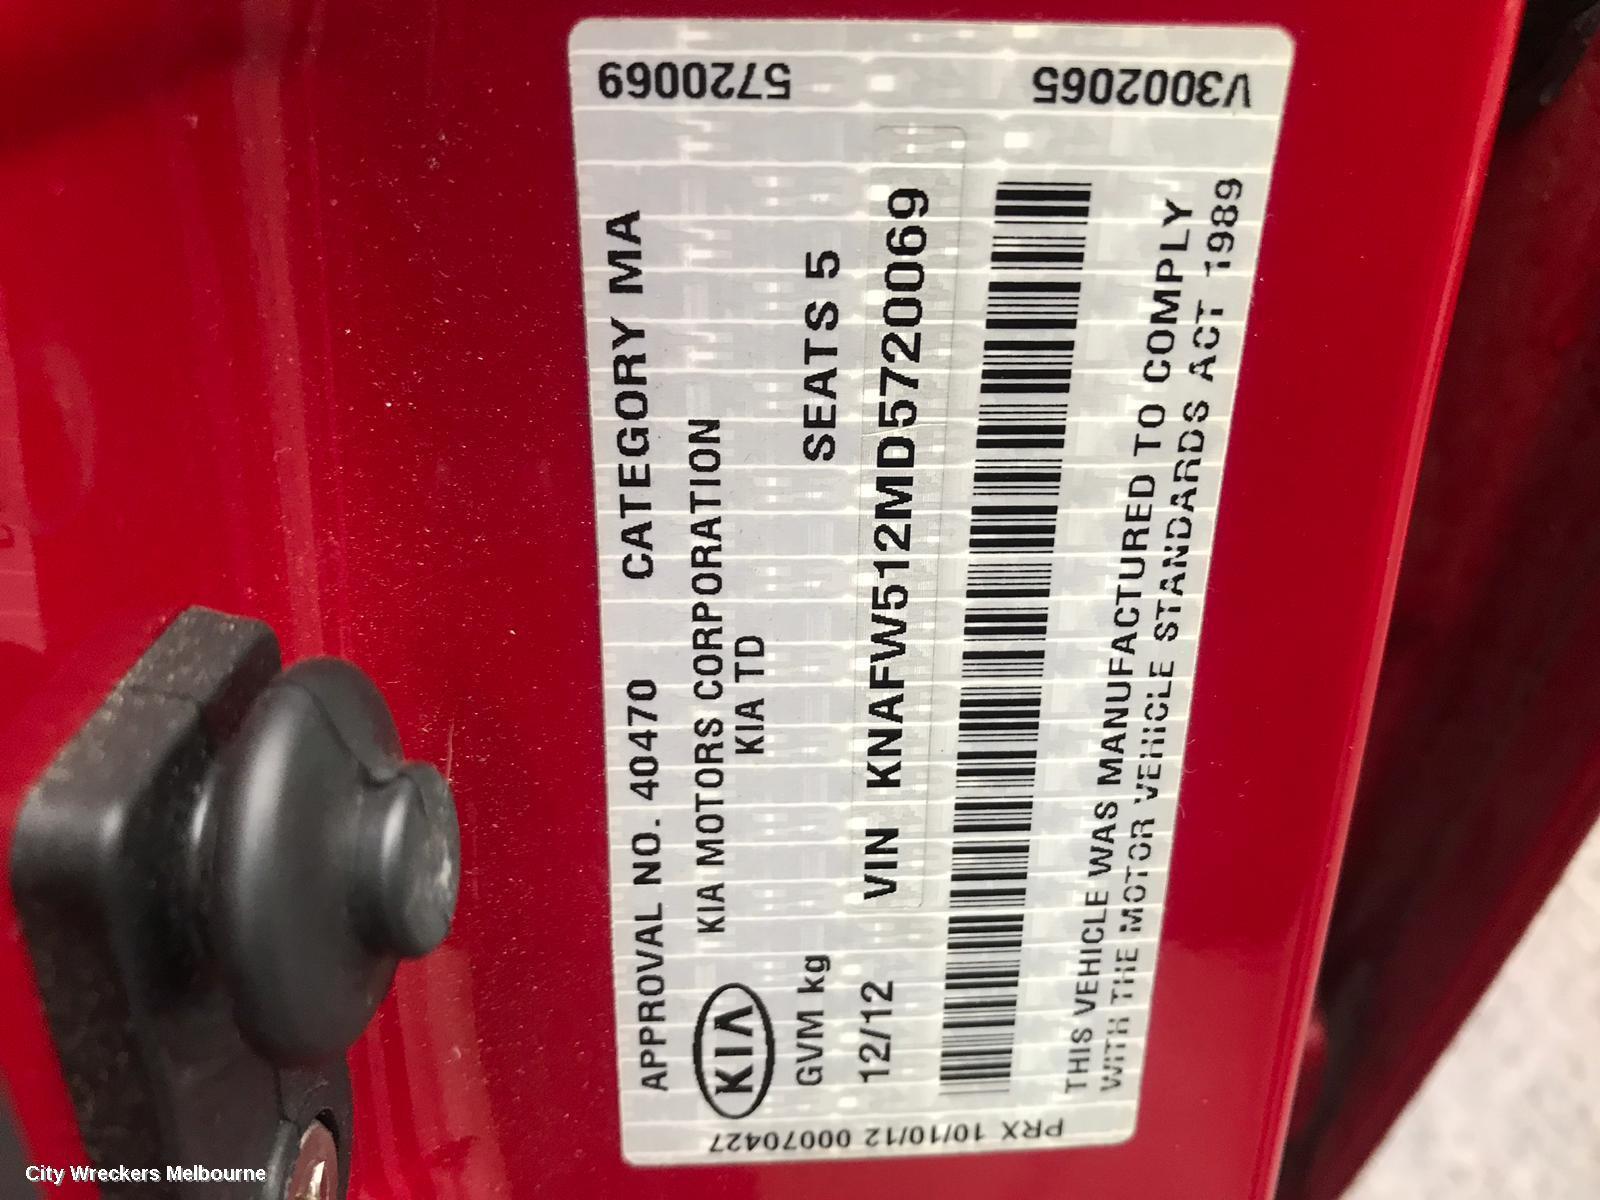 APPROVAL NO. 40470 CATEGORY MA
KIA
KIA MOTORS CORPORATION
KIA TD
GVM kg SEATS 5
12/12 VIN KNAFW512MD5720069
THIS VEHICLE WAS MANUFACTURED TO COMPLY
WITH THE MOTOR VEHICLE STANDARDS ACT 1989
5720069
V3002065
PRX 10/10/12 00070427
City Wreckers Melbourne